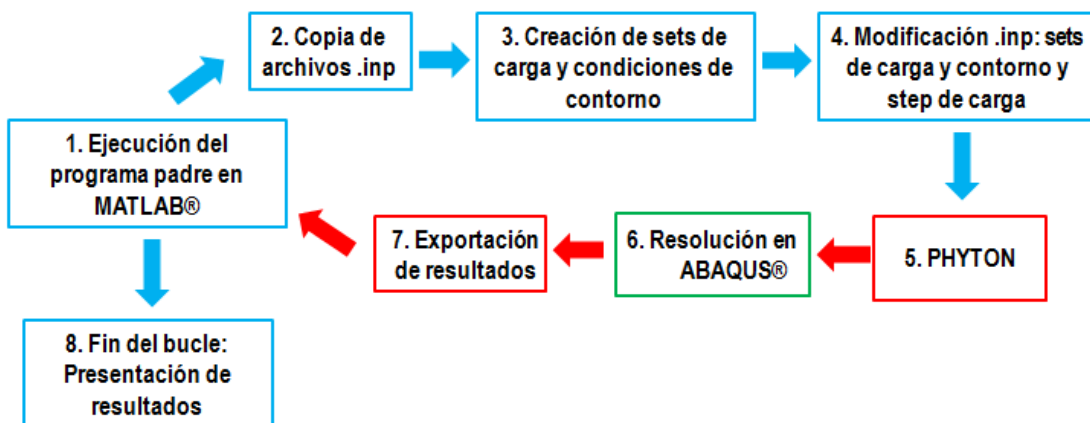 2. Copia de
archivos .inp
3. Creación de sets de
carga y condiciones de
contorno
4. Modificación .inp: sets
de carga y contorno y
step de carga
1. Ejecución del
programa padre en
MATLAB®
7. Exportación
de resultados
6. Resolución en
ABAQUS®
5. PHYTON
8. Fin del bucle:
Presentación de
resultados